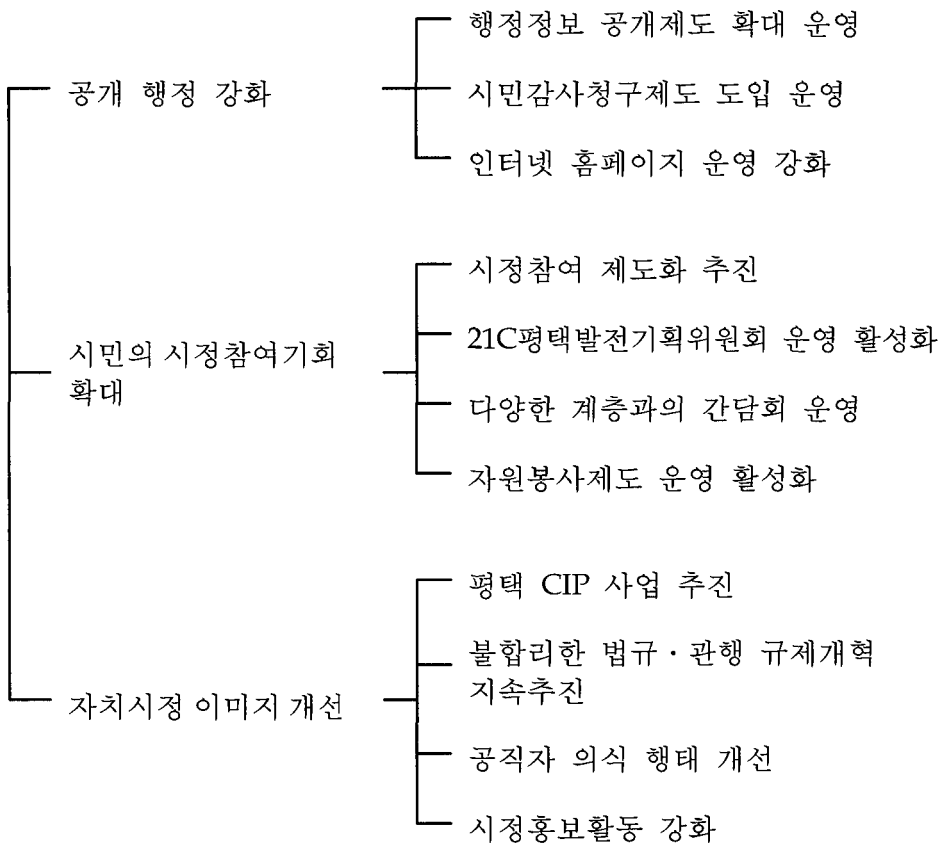 공개 행정 강화
행정정보 공개제도 확대 운영
시민감사청구제도 도입 운영
인터넷 홈페이지 운영 강화
시민의 시정참여기회
확대
시정참여 제도화 추진
21C평택발전기획위원회 운영 활성화
다양한 계층과의 간담회 운영
자원봉사제도 운영 활성화
자치시정 이미지 개선
평택 CIP 사업 추진
불합리한 법규·관행 규제개혁
지속추진
공직자 의식 행태 개선
시정홍보활동 강화